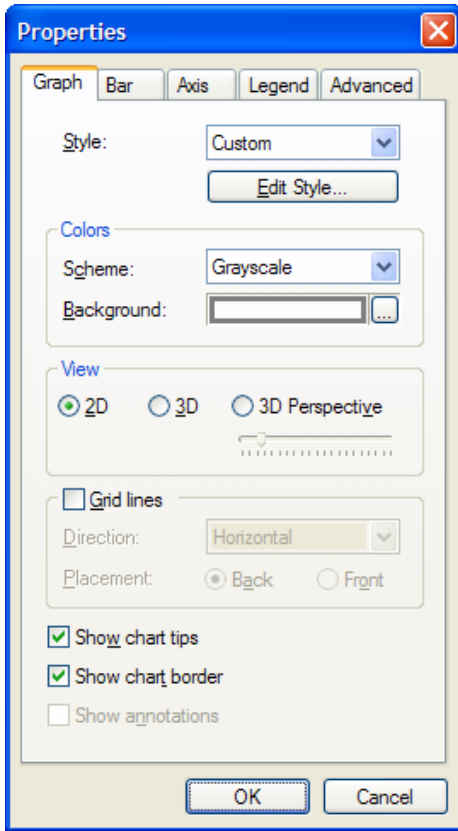 Properties
Graph Bar Axis Legend Advanced
Style: Custom
Edit Style...
Colors
Scheme: Grayscale
Background: ...
View
2D 3D 3D Perspective
Grid lines
Direction: Horizontal
Placement: Back Front
Show chart tips
Show chart border
Show annotations
OK Cancel